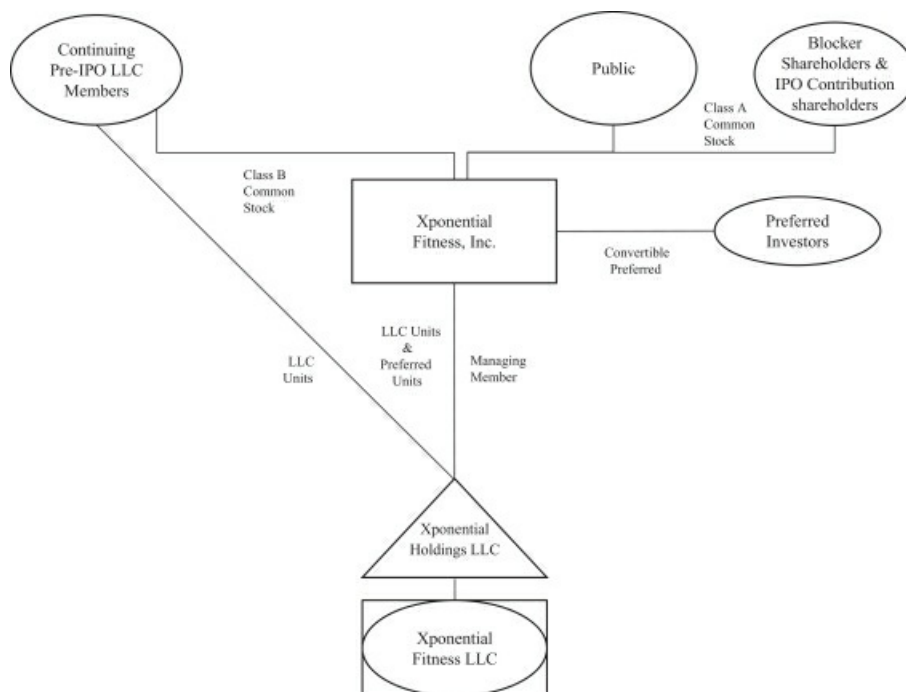 Continuing
Pre-IPO LLC
Members
Public
Blocker
Shareholders &
IPO Contribution
shareholders
Class A
Common
Stock
Class B
Common
Stock
Xponential
Fitness, Inc.
Preferred
Investors
Convertible
Preferred
LLC Units
&
Preferred
Units
Managing
Member
LLC
Units
Xponential
Holdings LLC
Xponential
Fitness LLC